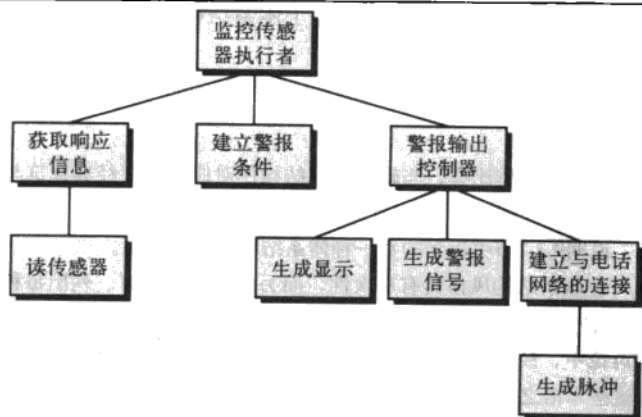 监控传感
器执行者
获取响应
信息
建立警报
条件
警报输出
控制器
读传感器
生成显示
生成警报
信号
建立与电话
网络的连接
生成脉冲